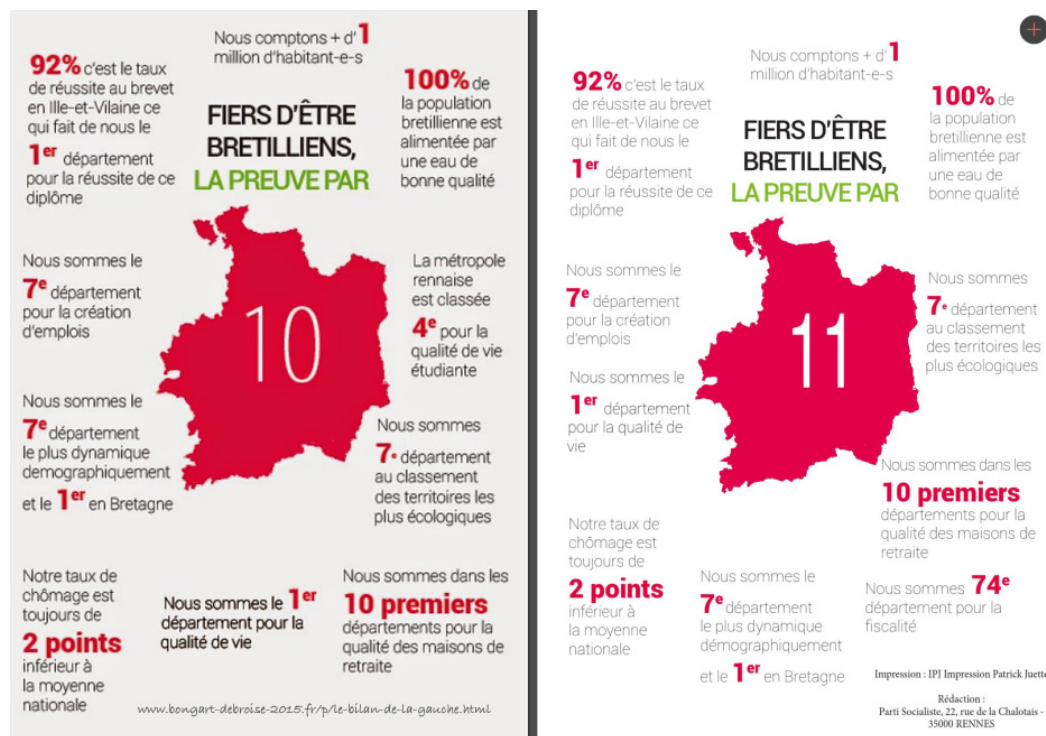 Nous comptons + d' 1
million d'habitant-e-s
92% c'est le taux
de réussite au brevet
en Ille-et-Vilaine ce
qui fait de nous le
1er département
pour la réussite de ce
diplôme
FIERS D'ÊTRE
BRETILLIENS,
LA PREUVE PAR
100% de
la population
bretillienne est
alimentée par
une eau de
bonne qualité
Nous sommes le
7e département
pour la création
d'emplois
10
La métropole
rennaise
est classée
4e pour la
qualité de vie
étudiante
Nous sommes le
7e département
le plus dynamique
demographiquement
et le 1er en Bretagne
Nous sommes
7e département
au classement
des territoires les
plus écologiques
Notre taux de
chômage est
toujours de
2 points
inférieur à
la moyenne
nationale
Nous sommes le 1er
département pour la
qualité de vie
Nous sommes dans les
10 premiers
départements pour la
qualité des maisons de
retraite
www.bongart-debroise-2015.fr/p/le-bilan-de-la-gauche.html
Nous comptons + d' 1
million d'habitant-e-s
92% c'est le taux
de réussite au brevet
en Ille-et-Vilaine ce
qui fait de nous le
1er département
pour la réussite de ce
diplôme
FIERS D'ÊTRE
BRETILLIENS,
LA PREUVE PAR
100% de
la population
bretillienne est
alimentée par
une eau de
bonne qualité
Nous sommes le
7e département
pour la création
d'emplois
11
Nous sommes
7e département
au classement
des territoires les
plus écologiques
Nous sommes le
1er département
pour la qualité de
vie
Nous sommes dans les
10 premiers
départements pour la
qualité des maisons de
retraite
Notre taux de
chômage est
toujours de
2 points
inférieur à
la moyenne
nationale
Nous sommes le
7e département
le plus dynamique
démographiquement
et le 1er en Bretagne
Nous sommes 74e
département pour la
fiscalité
Impression : IPJ Impression Patrick Juette
Rédaction :
Parti Socialiste, 22, rue de la Chalotais -
35000 RENNES